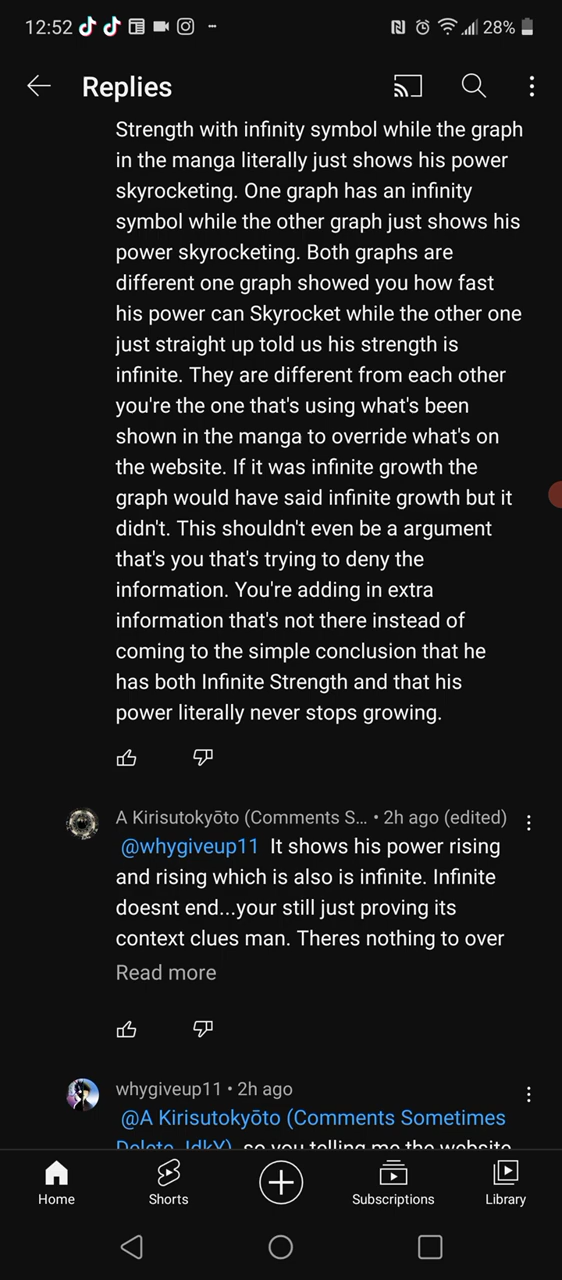 12:52 28%
Replies
Strength with infinity symbol while the graph
in the manga literally just shows his power
skyrocketing. One graph has an infinity
symbol while the other graph just shows his
power skyrocketing. Both graphs are
different one graph showed you how fast
his power can Skyrocket while the other one
just straight up told us his strength is
infinite. They are different from each other
you're the one that's using what's been
shown in the manga to override what's on
the website. If it was infinite growth the
graph would have said infinite growth but it
didn't. This shouldn't even be a argument
that's you that's trying to deny the
information. You're adding in extra
information that's not there instead of
coming to the simple conclusion that he
has both Infinite Strength and that his
power literally never stops growing.
A Kirisutokyōto (Comments S... • 2h ago (edited)
@whygiveup11 It shows his power rising
and rising which is also is infinite. Infinite
doesnt end...your still just proving its
context clues man. Theres nothing to over
Read more
whygiveup11 • 2h ago
@A Kirisutokyōto (Comments Sometimes
Delete JdkY) so you telling me the website
Home Shorts Subscriptions Library